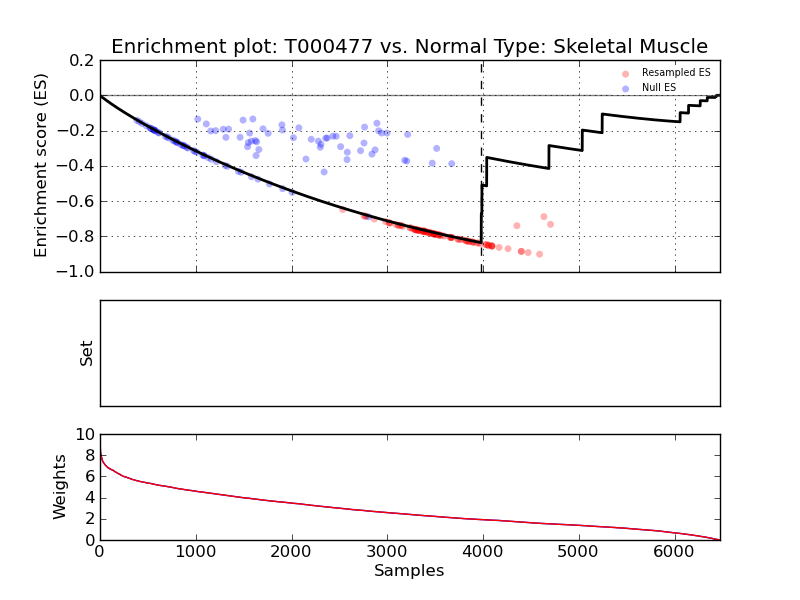 Enrichment plot: T000477 vs. Normal Type: Skeletal Muscle
Enrichment score (ES)
0.2
0.0
−0.2
−0.4
−0.6
−0.8
−1.0
Resampled ES
Null ES
Set
Weights
10
8
6
4
2
0
0 1000 2000 3000 4000 5000 6000
Samples